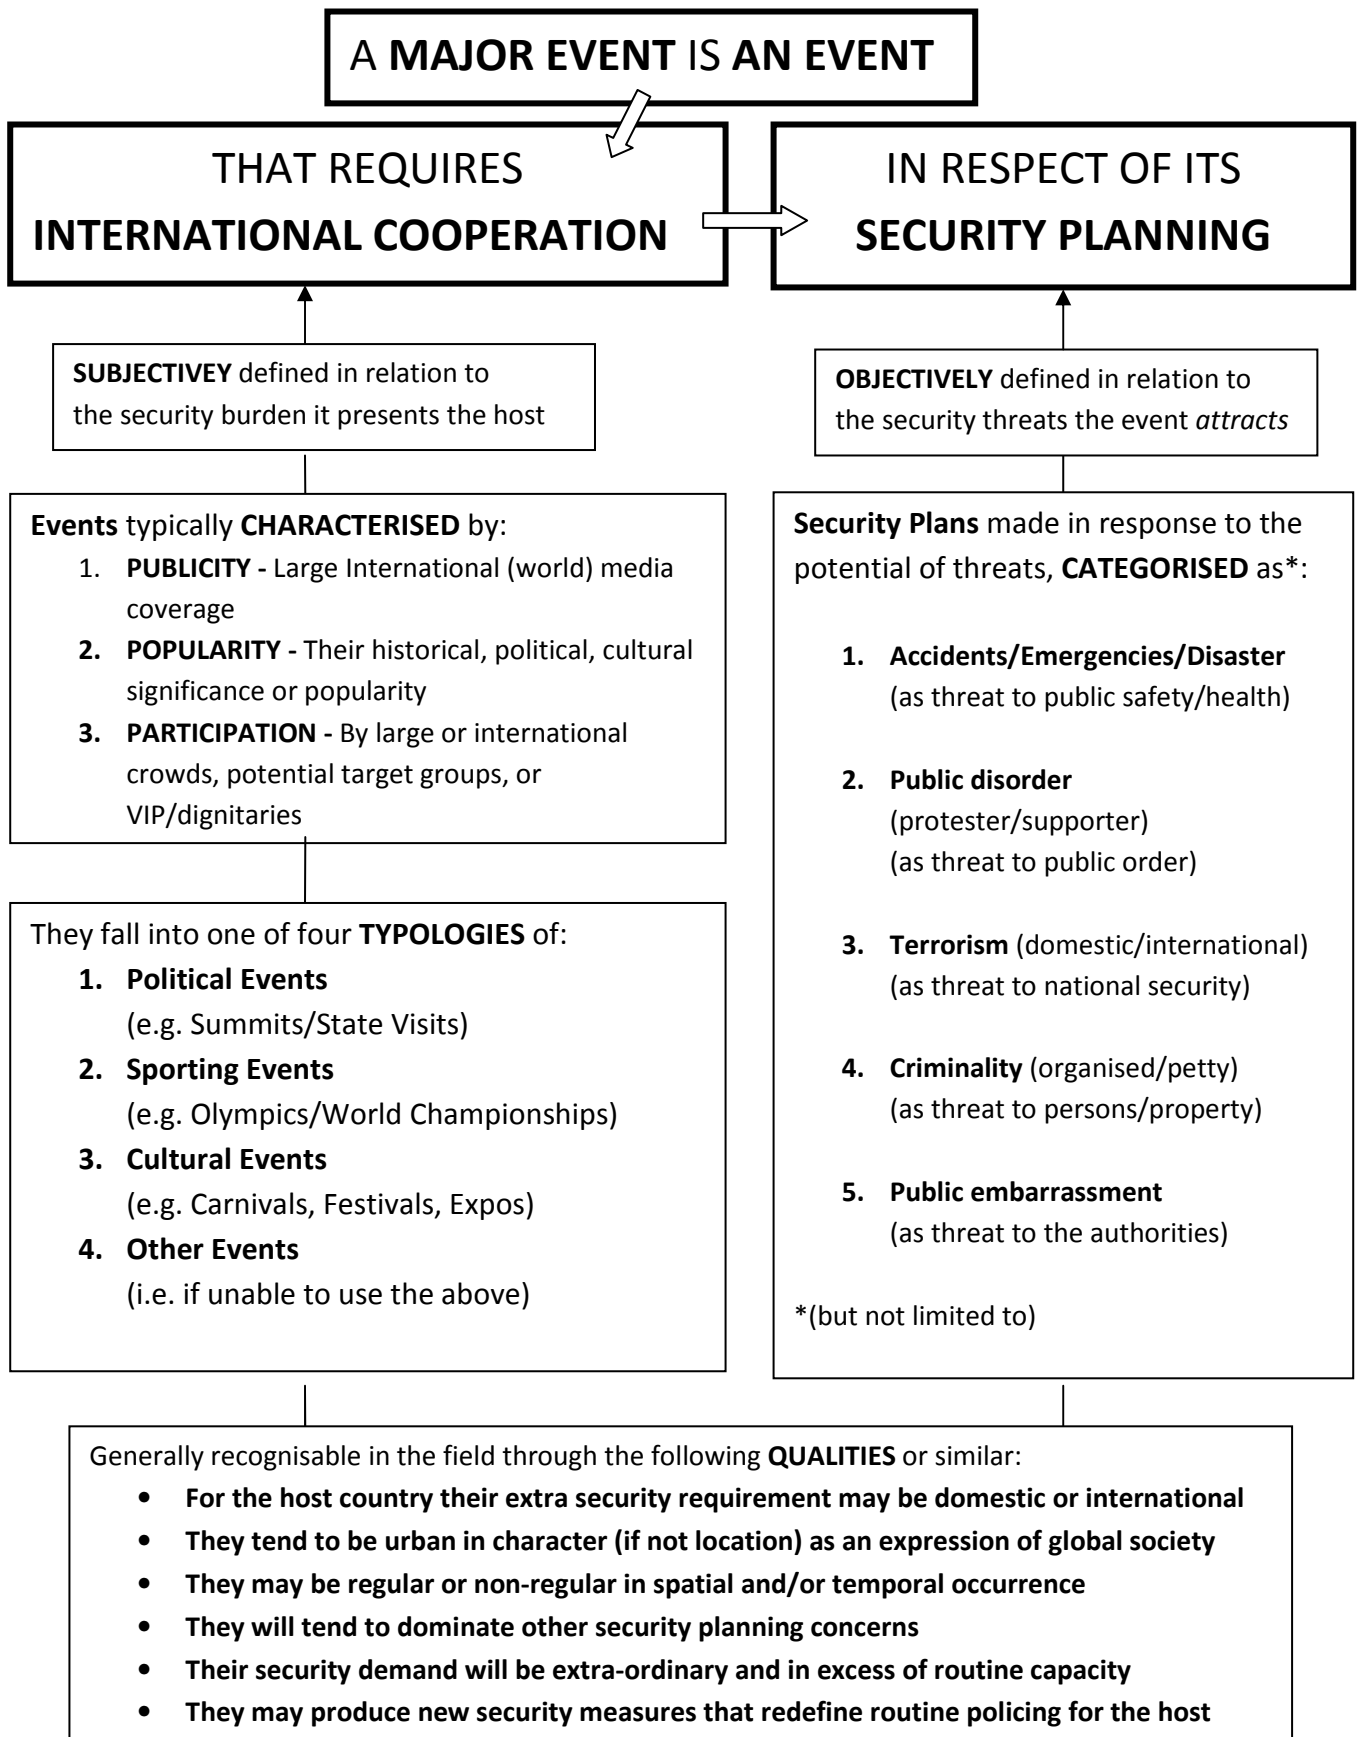 A MAJOR EVENT IS AN EVENT
THAT REQUIRES
INTERNATIONAL COOPERATION
IN RESPECT OF ITS
SECURITY PLANNING
SUBJECTIVEY defined in relation to
the security burden it presents the host
OBJECTIVELY defined in relation to
the security threats the event attracts
Events typically CHARACTERISED by:
1. PUBLICITY - Large International (world) media
coverage
2. POPULARITY - Their historical, political, cultural
significance or popularity
3. PARTICIPATION - By large or international
crowds, potential target groups, or
VIP/dignitaries
They fall into one of four TYPOLOGIES of:
1. Political Events
(e.g. Summits/State Visits)
2. Sporting Events
(e.g. Olympics/World Championships)
3. Cultural Events
(e.g. Carnivals, Festivals, Expos)
4. Other Events
(i.e. if unable to use the above)
Security Plans made in response to the
potential of threats, CATEGORISED as*:
1. Accidents/Emergencies/Disaster
(as threat to public safety/health)
2. Public disorder
(protester/supporter)
(as threat to public order)
3. Terrorism (domestic/international)
(as threat to national security)
4. Criminality (organised/petty)
(as threat to persons/property)
5. Public embarrassment
(as threat to the authorities)
*(but not limited to)
Generally recognisable in the field through the following QUALITIES or similar:
• For the host country their extra security requirement may be domestic or international
• They tend to be urban in character (if not location) as an expression of global society
• They may be regular or non-regular in spatial and/or temporal occurrence
• They will tend to dominate other security planning concerns
• Their security demand will be extra-ordinary and in excess of routine capacity
• They may produce new security measures that redefine routine policing for the host